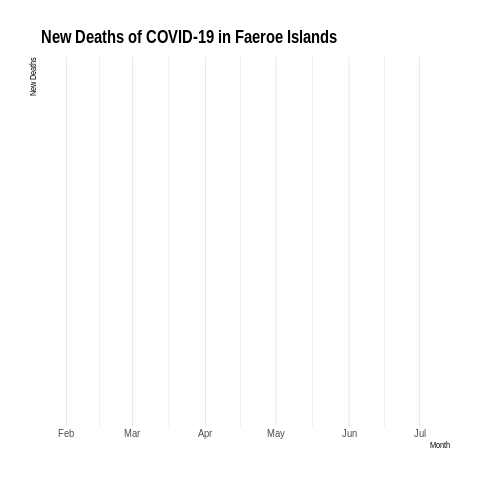 New Deaths of COVID-19 in Faeroe Islands
New Deaths
Feb Mar Apr May Jun Jul
Month